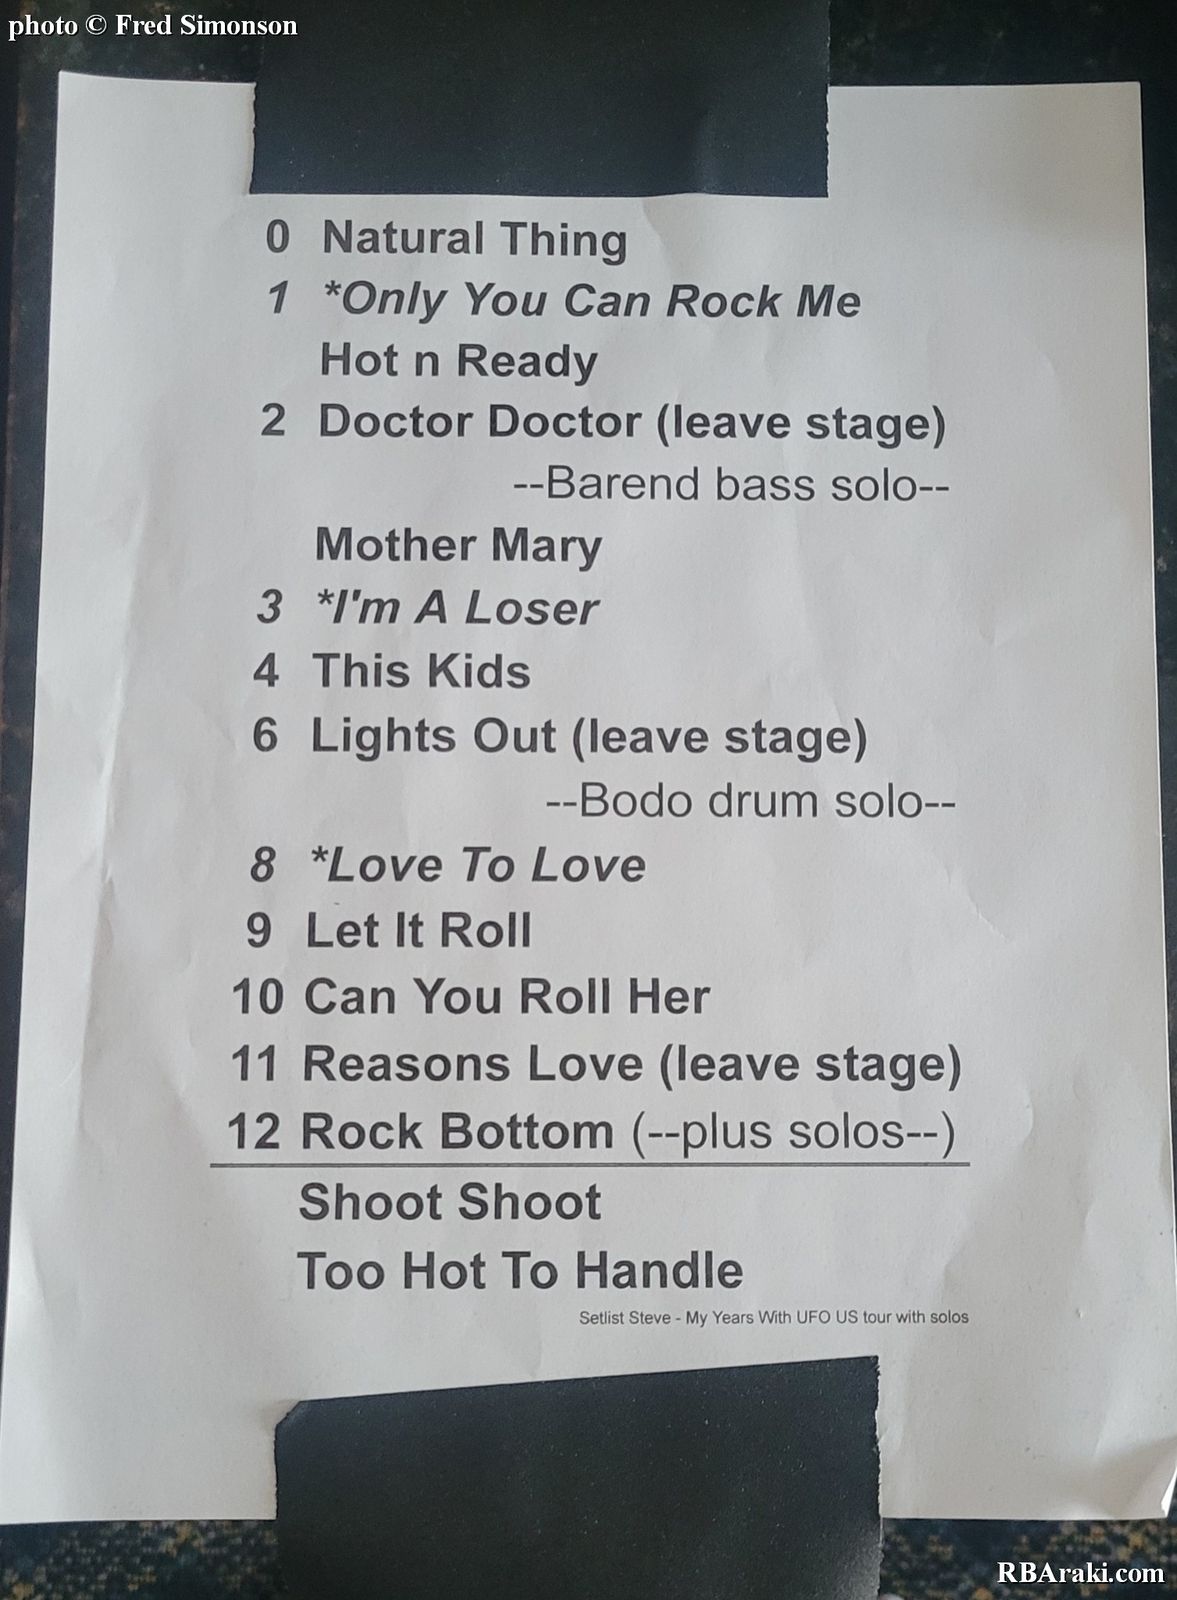 photo © Fred Simonson
0 Natural Thing
1 *Only You Can Rock Me
Hot n Ready
2 Doctor Doctor (leave stage)
--Barend bass solo--
Mother Mary
3 *I'm A Loser
4 This Kids
6 Lights Out (leave stage)
--Bodo drum solo--
8 *Love To Love
9 Let It Roll
10 Can You Roll Her
11 Reasons Love (leave stage)
12 Rock Bottom (--plus solos--)
Shoot Shoot
Too Hot To Handle
Setlist Steve - My Years With UFO US tour with solos
RBAraki.com